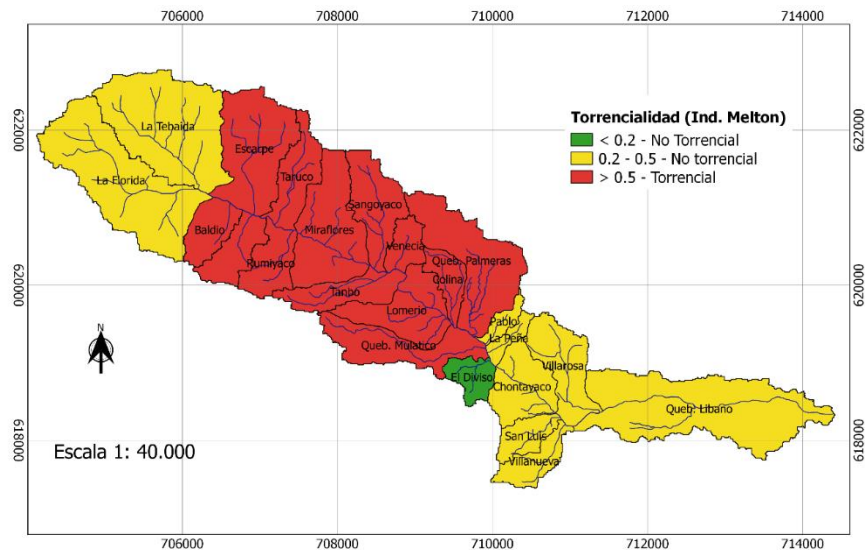 706000
708000
710000
712000
714000
622000
622000
Torrencialidad (Ind. Melton)
< 0.2 - No Torrencial
0.2 - 0.5 - No torrencial
> 0.5 - Torrencial
La Tebaida
Escarpe
La Florida
Taruco
Sangoyaco
Baldio
Miraflores
Venecia
Rumiyaco
Queb. Palmeras
Colina
620000
620000
Lomerio
Pablo
La Peña
Queb. Mulatico
N
El Diviso
Villarosa
Chontayaco
Queb. Libano
618000
618000
Escala 1: 40.000
San Luis
Villanueva
706000
708000
710000
712000
714000